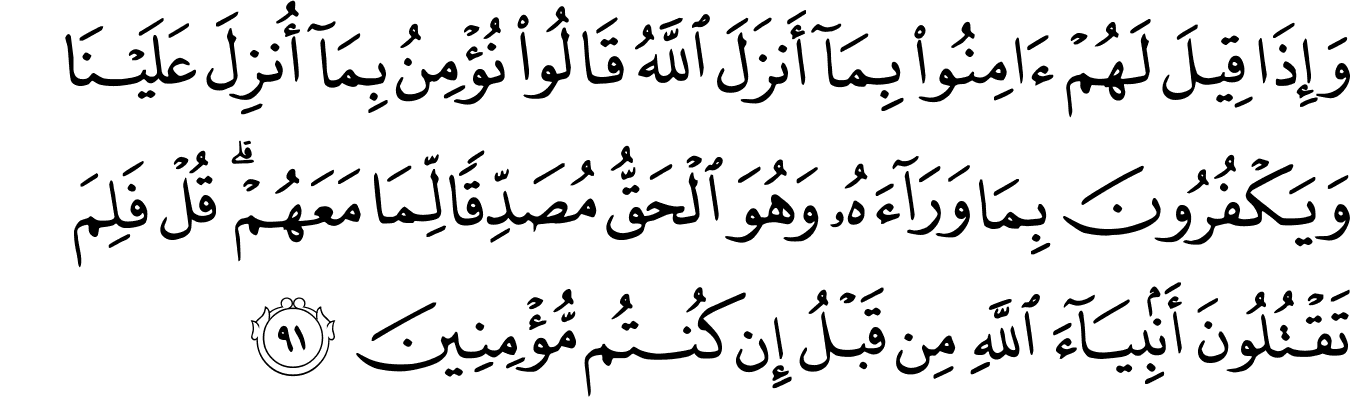 وَإِذَا قِيلَ لَهُمۡ ءَامِنُواْ بِمَآ أَنزَلَ ٱللَّهُ قَالُواْ نُؤۡمِنُ بِمَآ أُنزِلَ عَلَيۡنَا
وَيَكۡفُرُونَ بِمَا وَرَآءَهُۥ وَهُوَ ٱلۡحَقُّ مُصَدِّقٗا لِّمَا مَعَهُمۡۗ قُلۡ فَلِمَ
تَقۡتُلُونَ أَنۢبِيَآءَ ٱللَّهِ مِن قَبۡلُ إِن كُنتُم مُّؤۡمِنِينَ ٩١